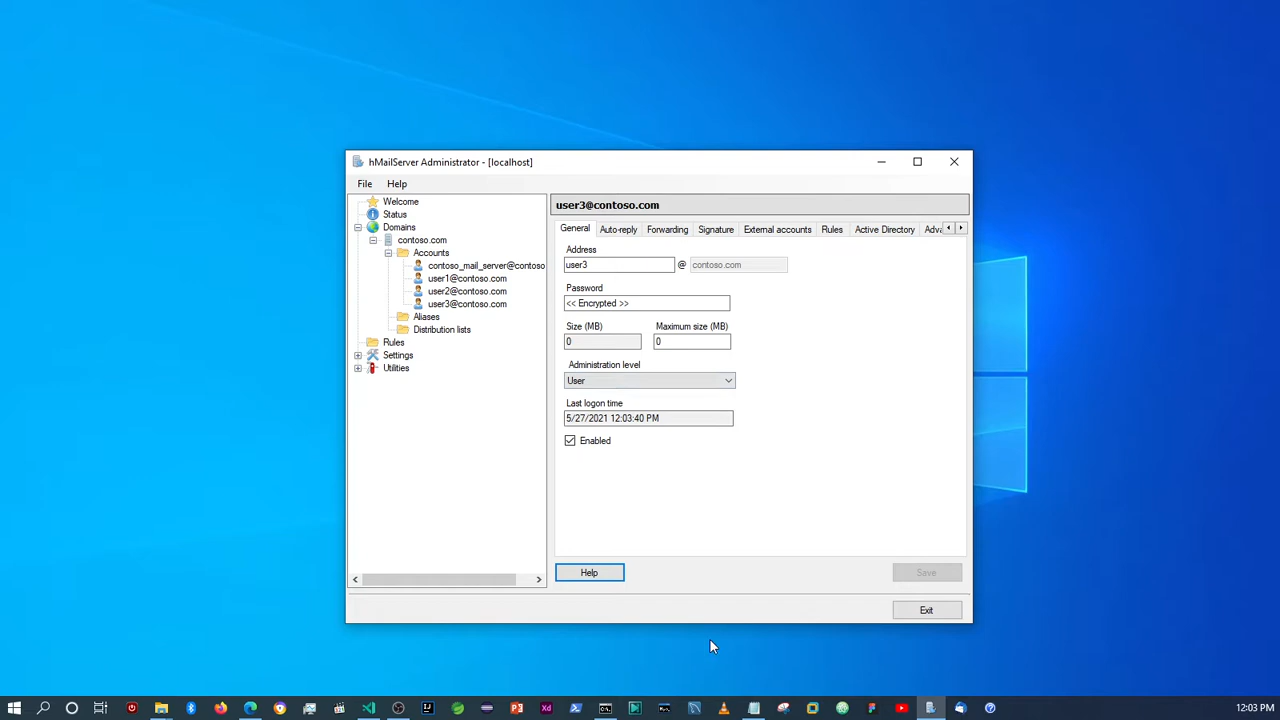 hMailServer Administrator - [localhost]
File Help
Welcome
Status
Domains
contoso.com
Accounts
contoso_mail_server@contoso
user1@contoso.com
user2@contoso.com
user3@contoso.com
Aliases
Distribution lists
Rules
Settings
Utilities
user3@contoso.com
General Auto-reply Forwarding Signature External accounts Rules Active Directory Adv
Address
user3 @ contoso.com
Password
<< Encrypted >>
Size (MB) Maximum size (MB)
0 0
Administration level
User
Last logon time
5/27/2021 12:03:40 PM
Enabled
Help Save
Exit
12:03 PM